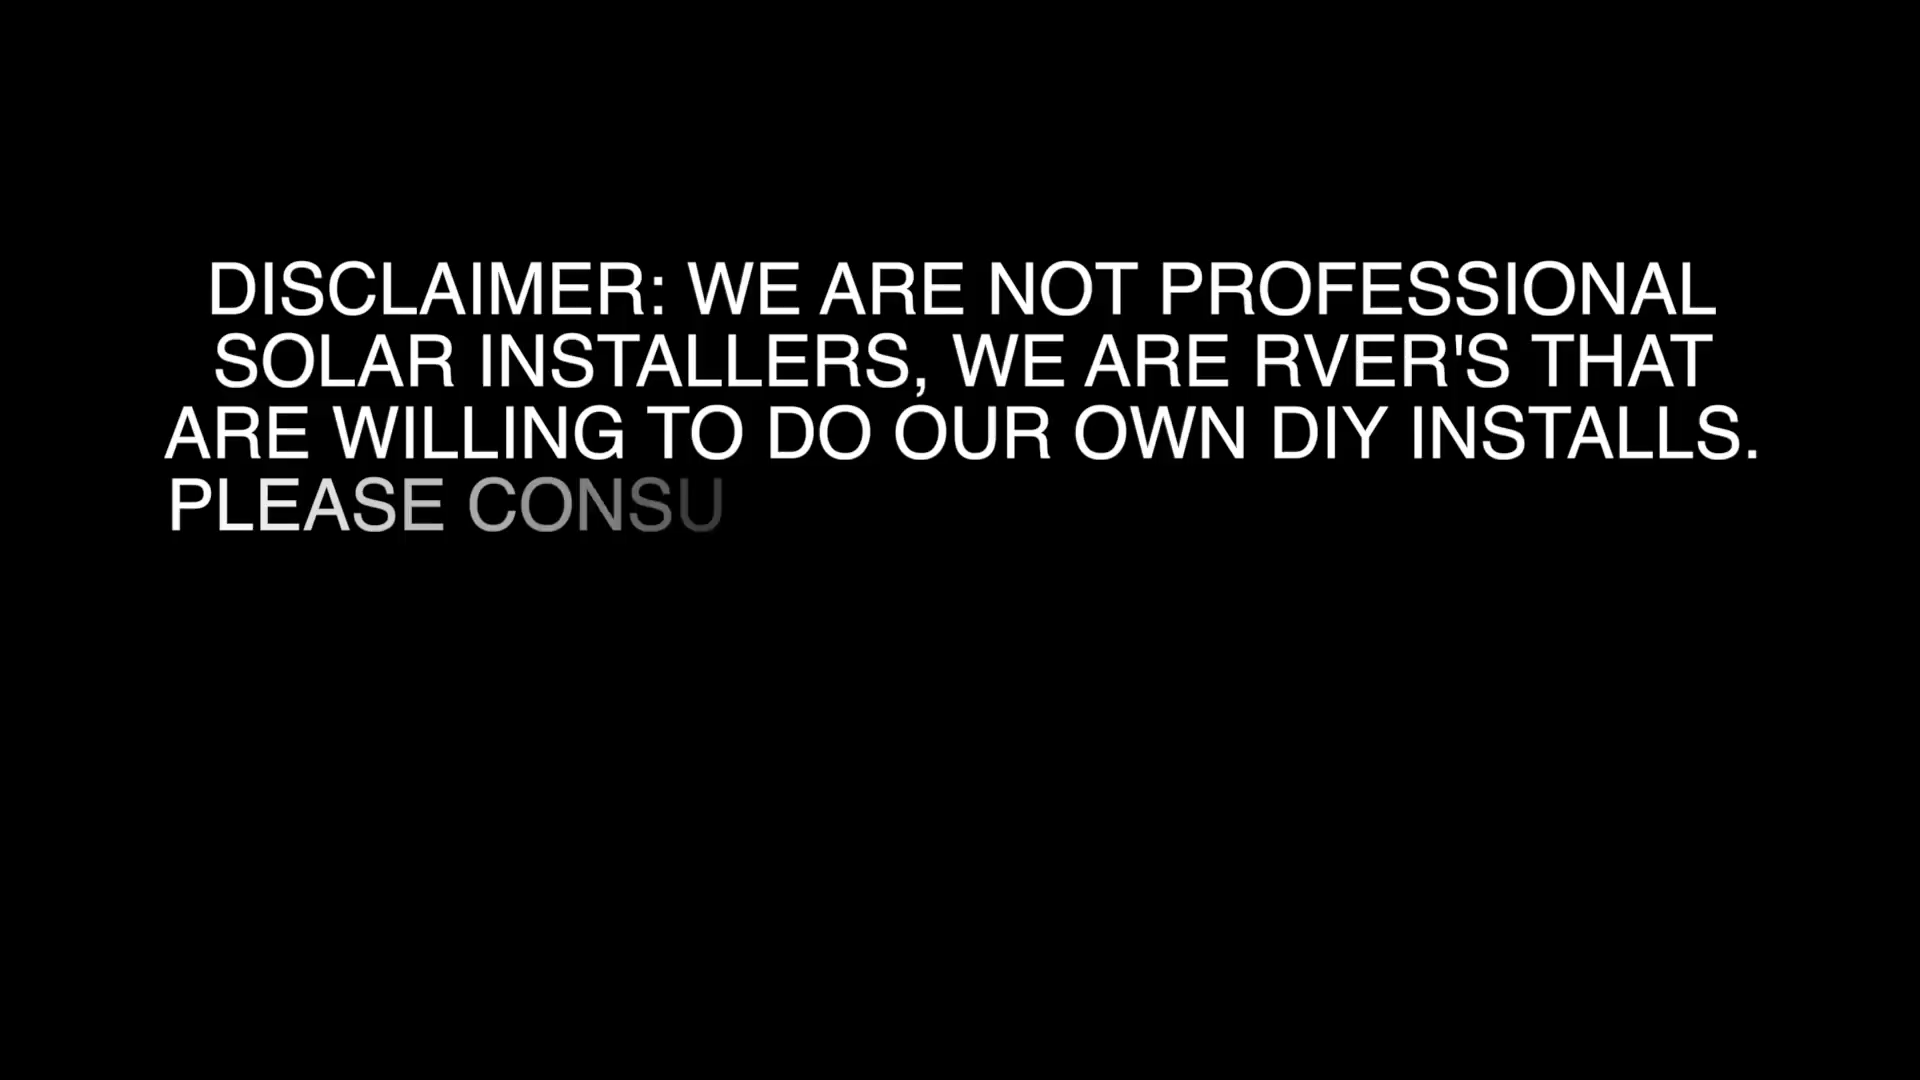 DISCLAIMER: WE ARE NOT PROFESSIONAL
SOLAR INSTALLERS, WE ARE RVER'S THAT
ARE WILLING TO DO OUR OWN DIY INSTALLS.
PLEASE CONSU